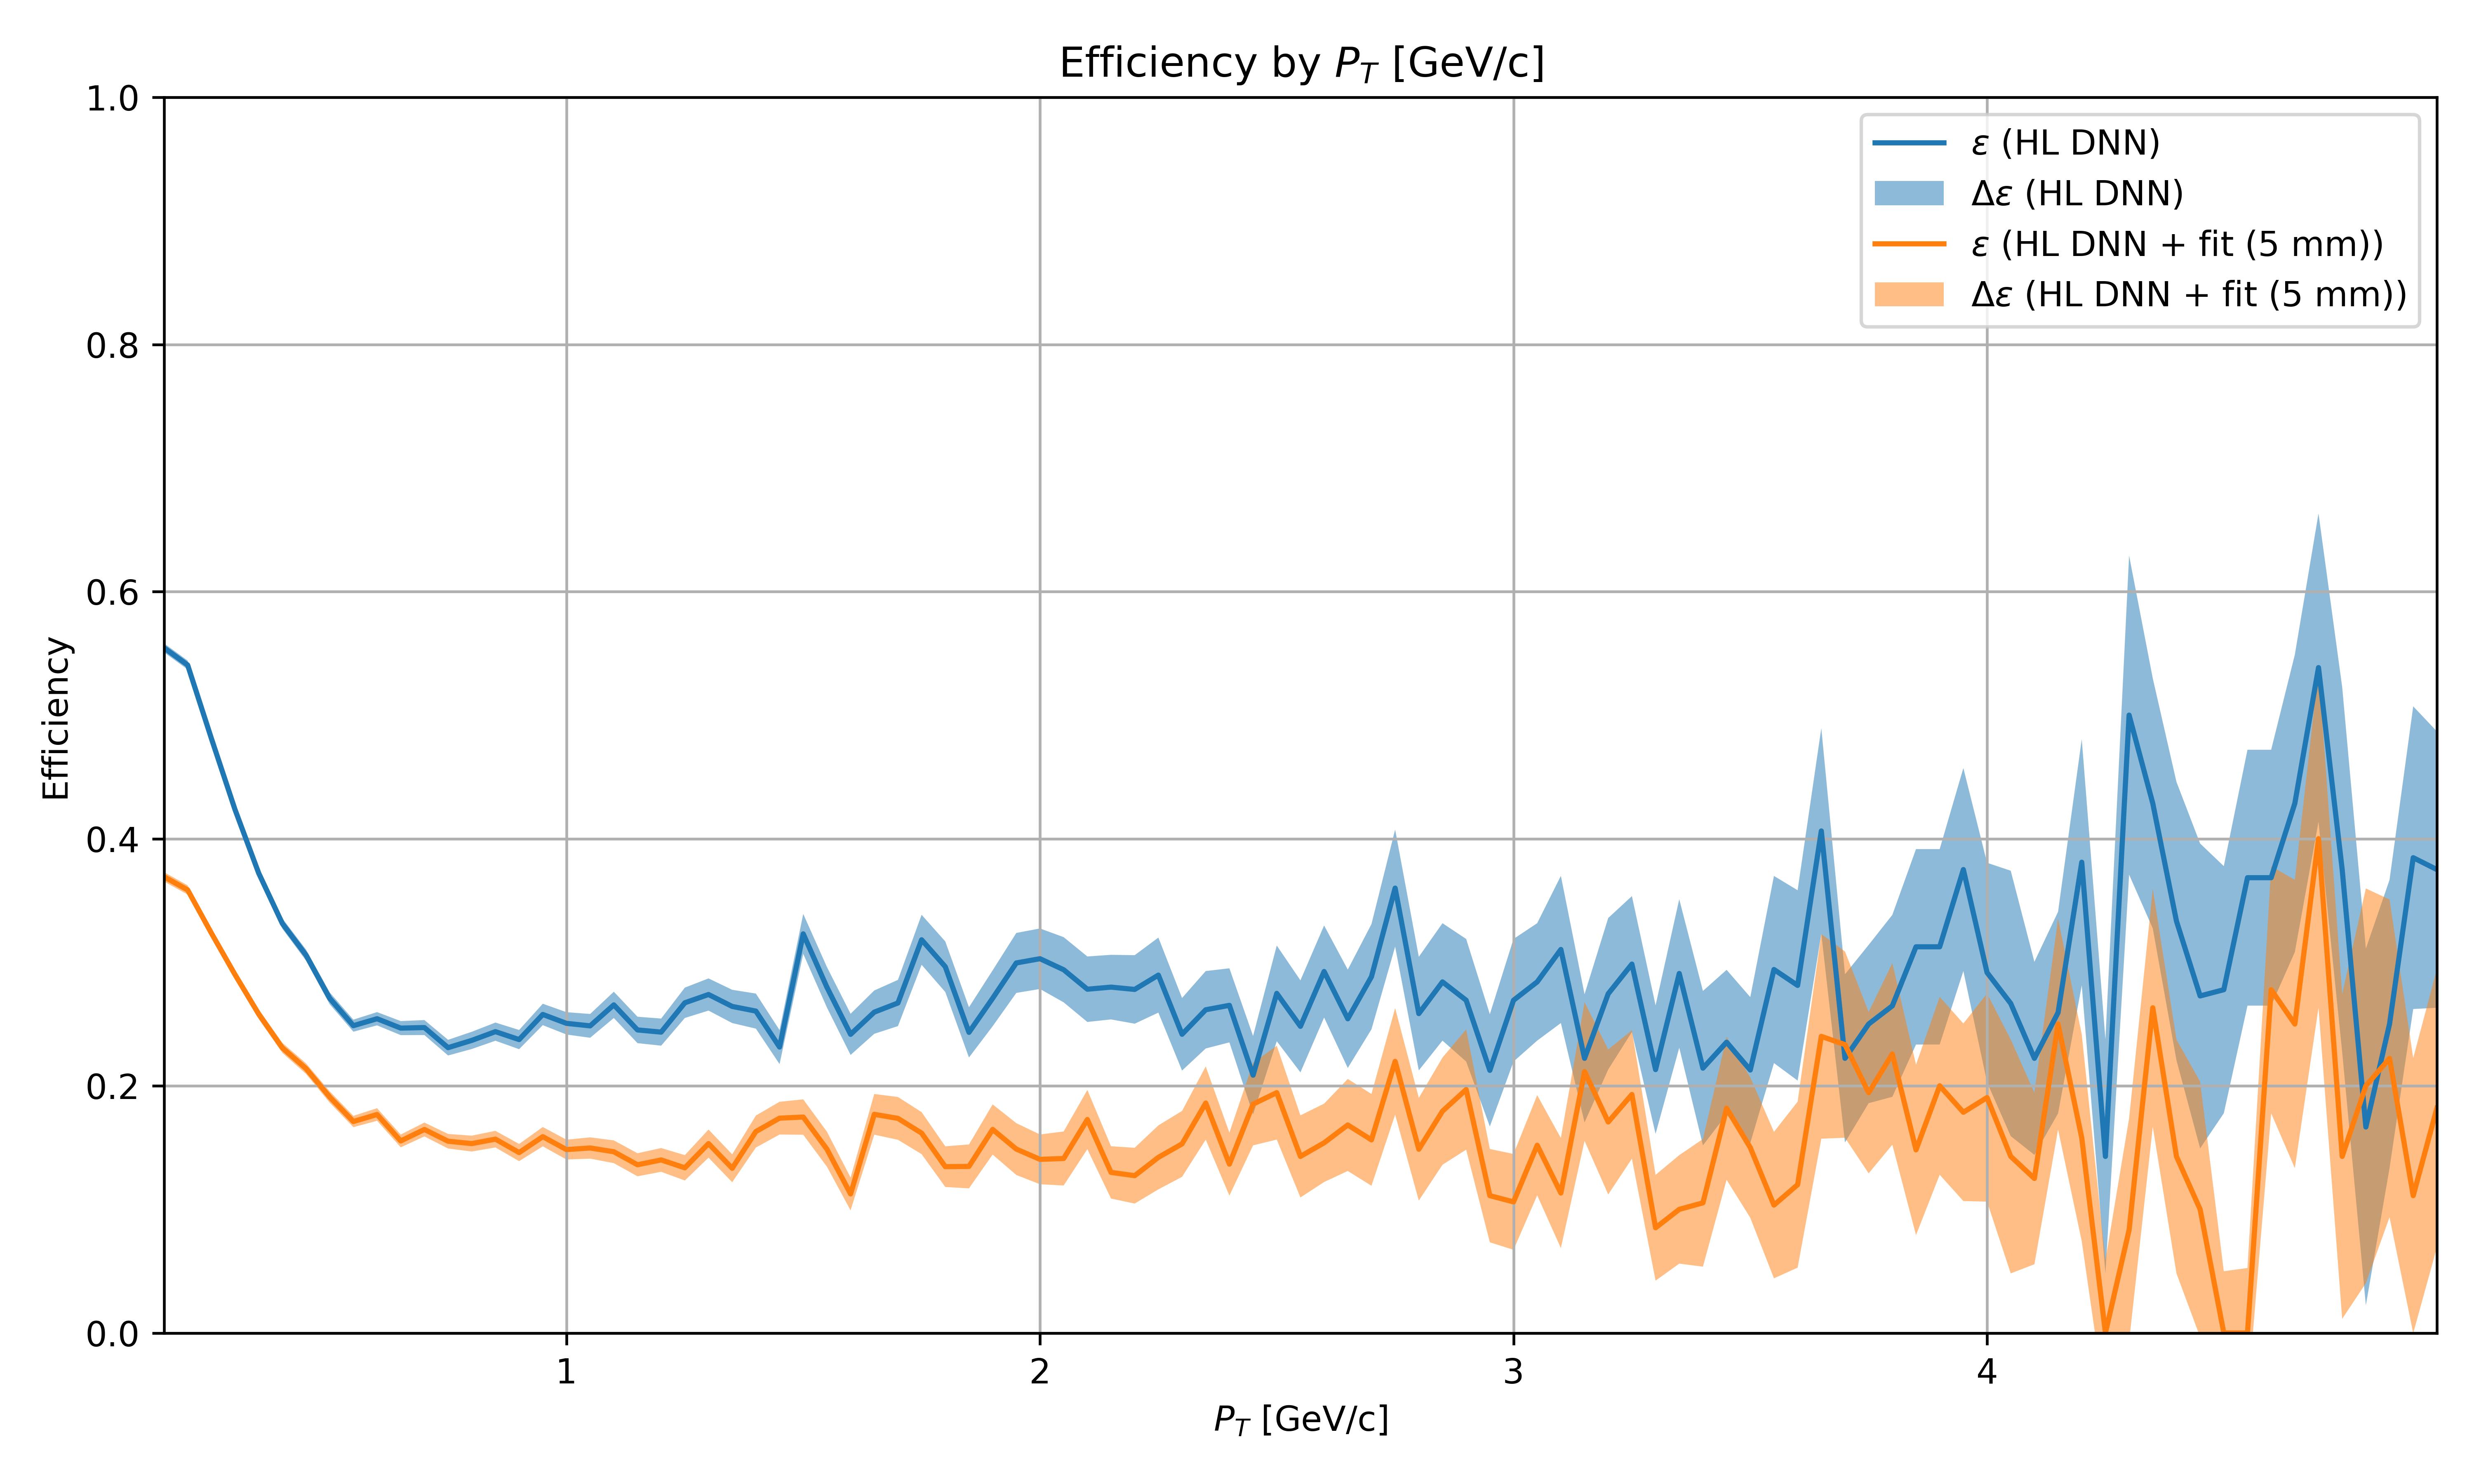 Efficiency by P_T [GeV/c]
1.0
0.8
0.6
0.4
0.2
0.0
Efficiency
1 2 3 4
P_T [GeV/c]
ε (HL DNN)
Δε (HL DNN)
ε (HL DNN + fit (5 mm))
Δε (HL DNN + fit (5 mm))